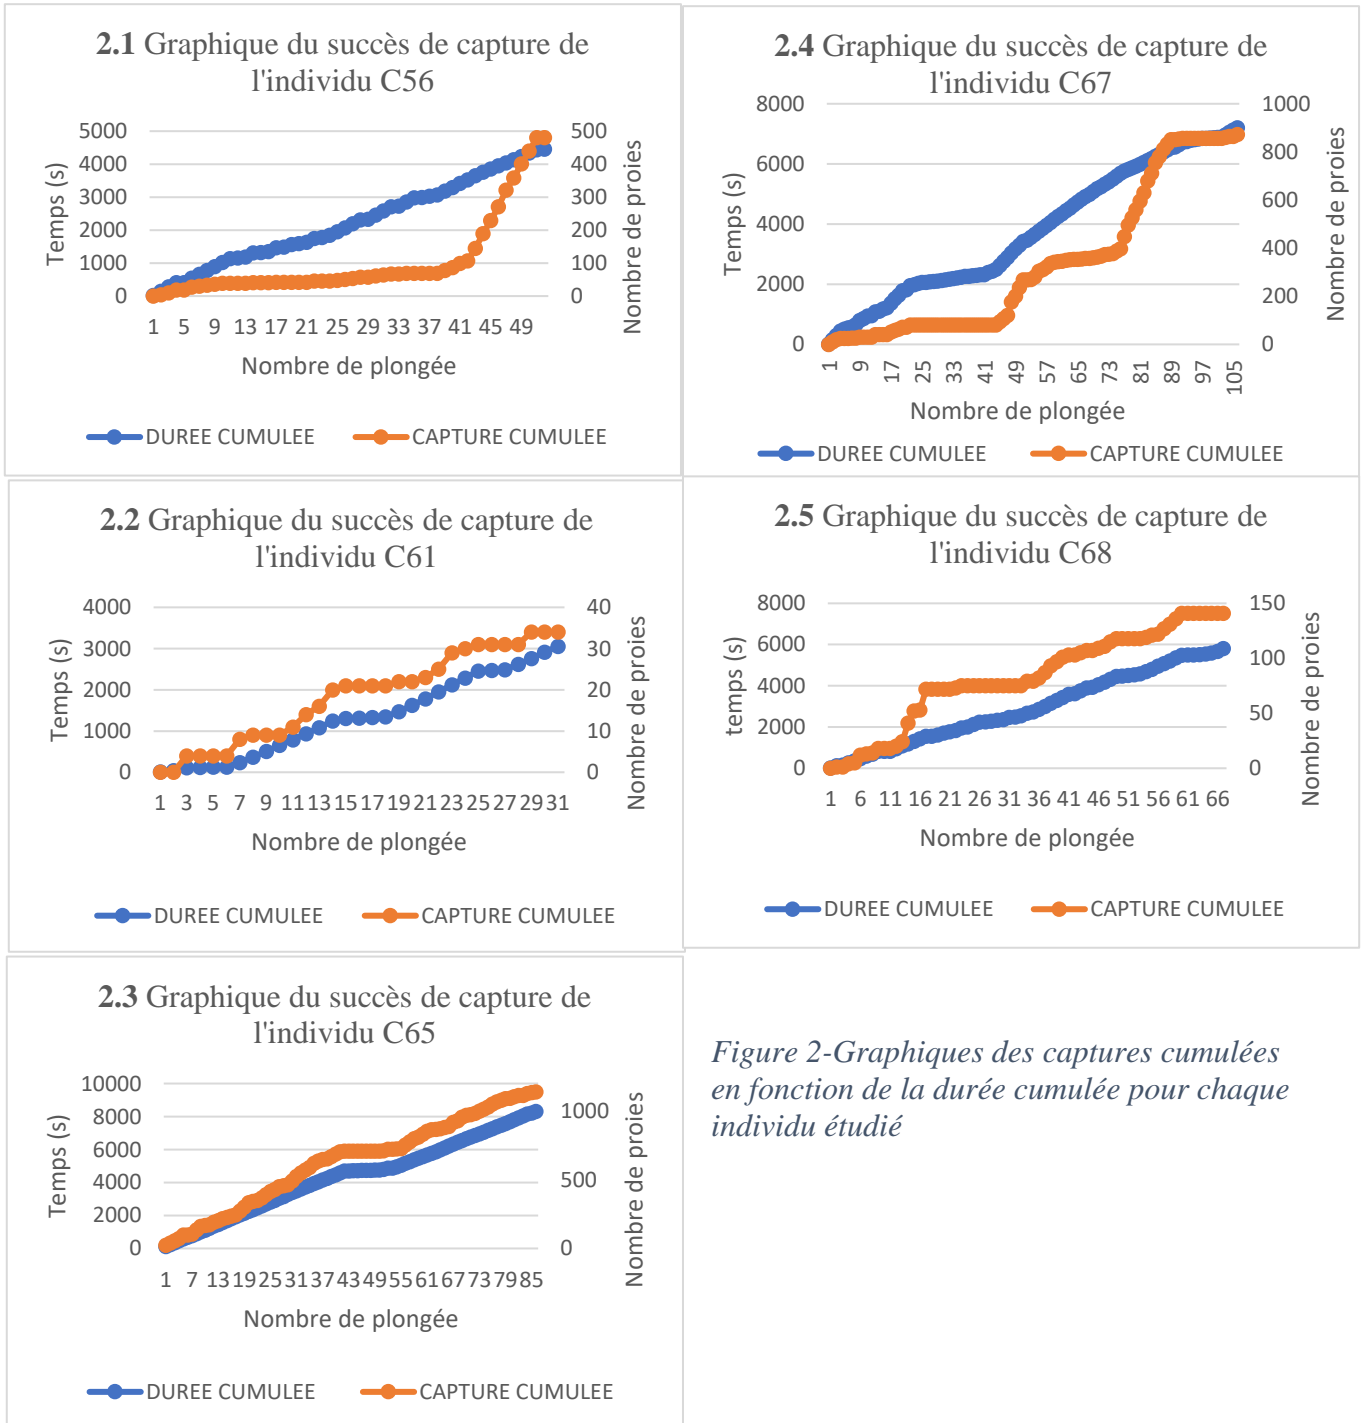 2.1 Graphique du succès de capture de
l'individu C56
5000
4000
3000
2000
1000
0
500
400
300
200
100
0
Temps (s)
Nombre de proies
1 5 9 13 17 21 25 29 33 37 41 45 49
Nombre de plongée
DUREE CUMULEE CAPTURE CUMULEE
2.4 Graphique du succès de capture de
l'individu C67
8000
6000
4000
2000
0
1000
800
600
400
200
0
Temps (s)
Nombre de proies
1 9 17 25 33 41 49 57 65 73 81 89 97 105
Nombre de plongée
DUREE CUMULEE CAPTURE CUMULEE
2.2 Graphique du succès de capture de
l'individu C61
4000
3000
2000
1000
0
40
30
20
10
0
Temps (s)
Nombre de proies
1 3 5 7 9 11 13 15 17 19 21 23 25 27 29 31
Nombre de plongée
DUREE CUMULEE CAPTURE CUMULEE
2.5 Graphique du succès de capture de
l'individu C68
8000
6000
4000
2000
0
150
100
50
0
temps (s)
Nombre de proies
1 6 11 16 21 26 31 36 41 46 51 56 61 66
Nombre de plongée
DUREE CUMULEE CAPTURE CUMULEE
2.3 Graphique du succès de capture de
l'individu C65
10000
8000
6000
4000
2000
0
1000
500
0
Temps (s)
Nombre de proies
1 7 13 19 25 31 37 43 49 55 61 67 73 79 85
Nombre de plongée
DUREE CUMULEE CAPTURE CUMULEE
Figure 2-Graphiques des captures cumulées
en fonction de la durée cumulée pour chaque
individu étudié